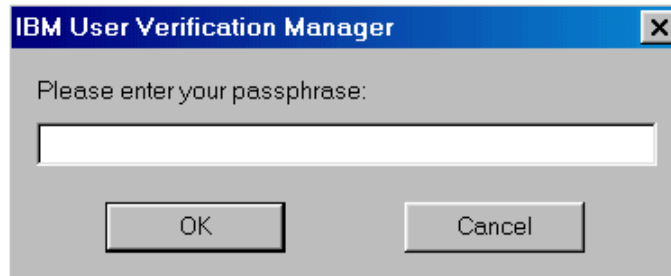 IBM User Verification Manager
Please enter your passphrase:
OK Cancel